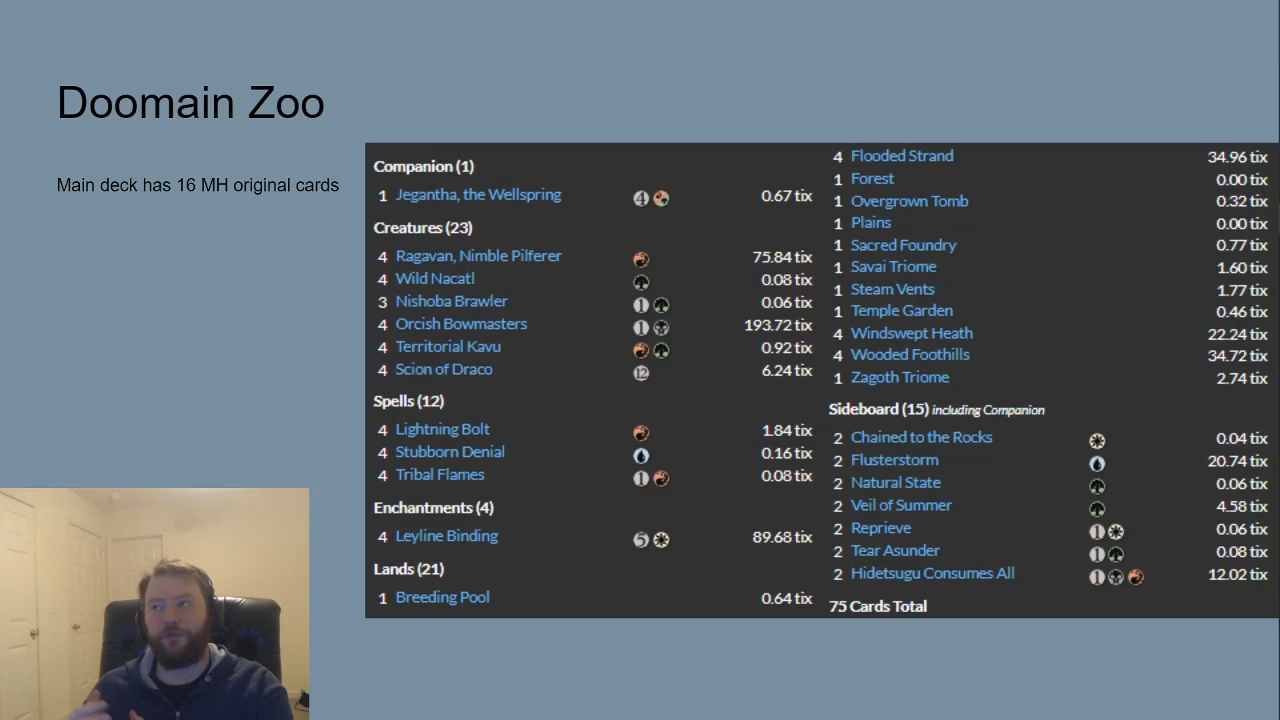 Doomain Zoo
Main deck has 16 MH original cards
Companion (1)
1 Jegantha, the Wellspring 4 0.67 tix
Creatures (23)
4 Ragavan, Nimble Pilferer 75.84 tix
4 Wild Nacatl 0.08 tix
3 Nishoba Brawler 1 0.06 tix
4 Orcish Bowmasters 1 193.72 tix
4 Territorial Kavu 0.92 tix
4 Scion of Draco 12 6.24 tix
Spells (12)
4 Lightning Bolt 1.84 tix
4 Stubborn Denial 0.16 tix
4 Tribal Flames 1 0.08 tix
Enchantments (4)
4 Leyline Binding 5 89.68 tix
Lands (21)
1 Breeding Pool 0.64 tix
4 Flooded Strand 34.96 tix
1 Forest 0.00 tix
1 Overgrown Tomb 0.32 tix
1 Plains 0.00 tix
1 Sacred Foundry 0.77 tix
1 Savai Triome 1.60 tix
1 Steam Vents 1.77 tix
1 Temple Garden 0.46 tix
4 Windswept Heath 22.24 tix
4 Wooded Foothills 34.72 tix
1 Zagoth Triome 2.74 tix
Sideboard (15) including Companion
2 Chained to the Rocks 0.04 tix
2 Flusterstorm 20.74 tix
2 Natural State 0.06 tix
2 Veil of Summer 4.58 tix
2 Reprieve 1 0.06 tix
2 Tear Asunder 1 0.08 tix
2 Hidetsugu Consumes All 1 12.02 tix
75 Cards Total